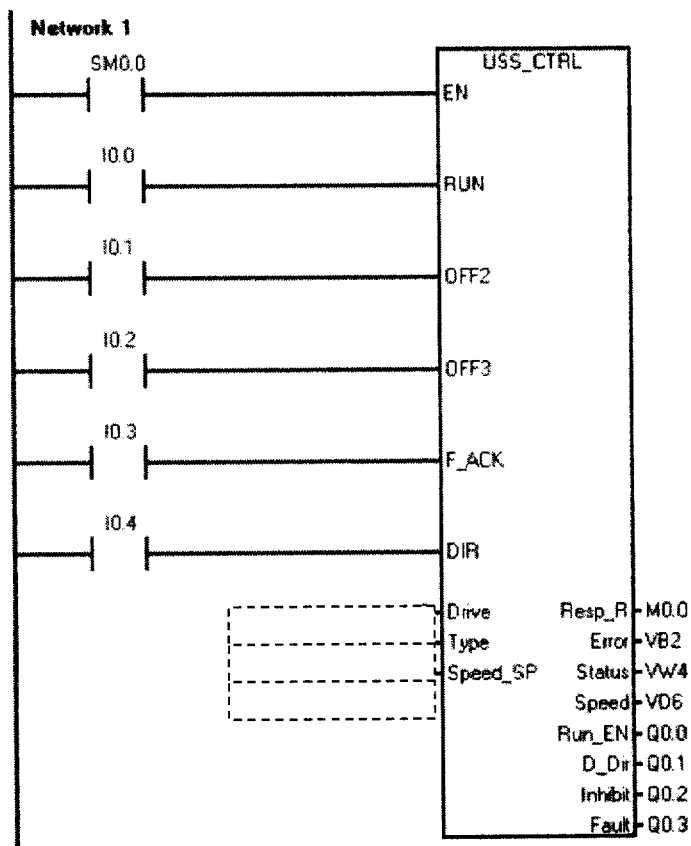 Network 1
SM0.0
USS_CTRL
EN
I0.0
RUN
I0.1
OFF2
I0.2
OFF3
I0.3
F_ACK
I0.4
DIR
Drive Resp_R M0.0
Type Error VB2
Speed_SP Status VW4
Speed VD6
Run_EN Q0.0
D_Dir Q0.1
Inhibit Q0.2
Fault Q0.3